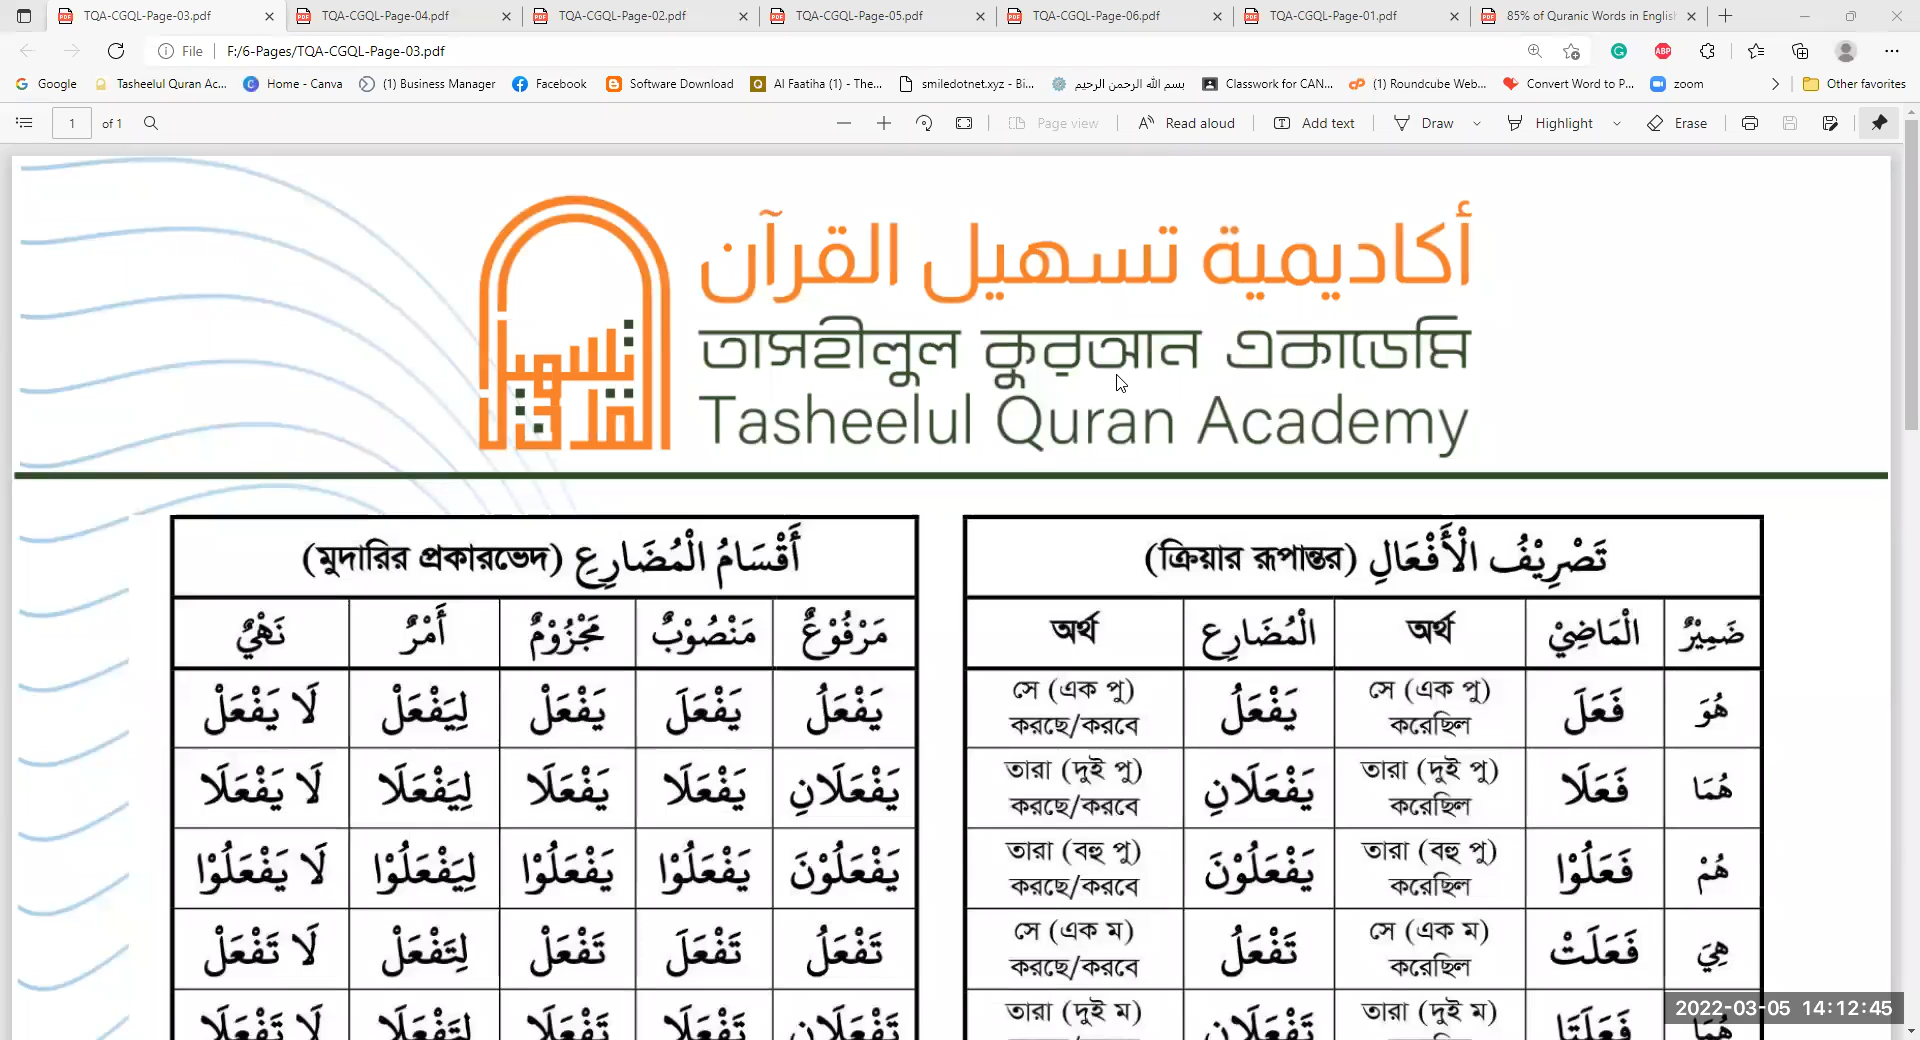 TQA-CGQL-Page-03.pdf
TQA-CGQL-Page-04.pdf
TQA-CGQL-Page-02.pdf
TQA-CGQL-Page-05.pdf
TQA-CGQL-Page-06.pdf
TQA-CGQL-Page-01.pdf
85% of Quranic Words in Englis
File
F:/6-Pages/TQA-CGQL-Page-03.pdf
Google
Tasheelul Quran Ac...
Home - Canva
(1) Business Manager
Facebook
Software Download
Al Faatiha (1) - The...
smiledotnet.xyz - Bi...
بسم الله الرحمن الرحيم
Classwork for CAN...
(1) Roundcube Web...
Convert Word to P...
zoom
Other favorites
1 of 1
Page view
Read aloud
Add text
Draw
Highlight
Erase
أكاديمية تسهيل القرآن
তাসহীলুল কুরআন একাডেমি
Tasheelul Quran Academy
تَصْرِيْفُ الْأَفْعَالِ (ক্রিয়ার রূপান্তর)
ضَمِيْرٌ الْمَاضِيْ অর্থ الْمُضَارِع অর্থ
هُوَ فَعَلَ সে (এক পু) করেছিল يَفْعَلُ সে (এক পু) করছে/করবে
هُمَا فَعَلَا তারা (দুই পু) করেছিল يَفْعَلَانِ তারা (দুই পু) করছে/করবে
هُمْ فَعَلُوْا তারা (বহু পু) করেছিল يَفْعَلُوْنَ তারা (বহু পু) করছে/করবে
هِيَ فَعَلَتْ সে (এক ম) করেছিল تَفْعَلُ সে (এক ম) করছে/করবে
هُمَا فَعَلَتَا তারা (দুই ম) تَفْعَلَانِ তারা (দুই ম)
أَقْسَامُ الْمُضَارِعِ (মুদারির প্রকারভেদ)
مَرْفُوْعٌ مَنْصُوْبٌ مَجْزُوْمٌ أَمْرٌ نَهْيٌ
يَفْعَلُ يَفْعَلَ يَفْعَلْ لِيَفْعَلْ لَا يَفْعَلْ
يَفْعَلَانِ يَفْعَلَا يَفْعَلَا لِيَفْعَلَا لَا يَفْعَلَا
يَفْعَلُوْنَ يَفْعَلُوْا يَفْعَلُوْا لِيَفْعَلُوْا لَا يَفْعَلُوْا
تَفْعَلُ تَفْعَلَ تَفْعَلْ لِتَفْعَلْ لَا تَفْعَلْ
تَفْعَلَانِ تَفْعَلَا تَفْعَلَا لِتَفْعَلَا لَا تَفْعَلَا
2022-03-05 14:12:45